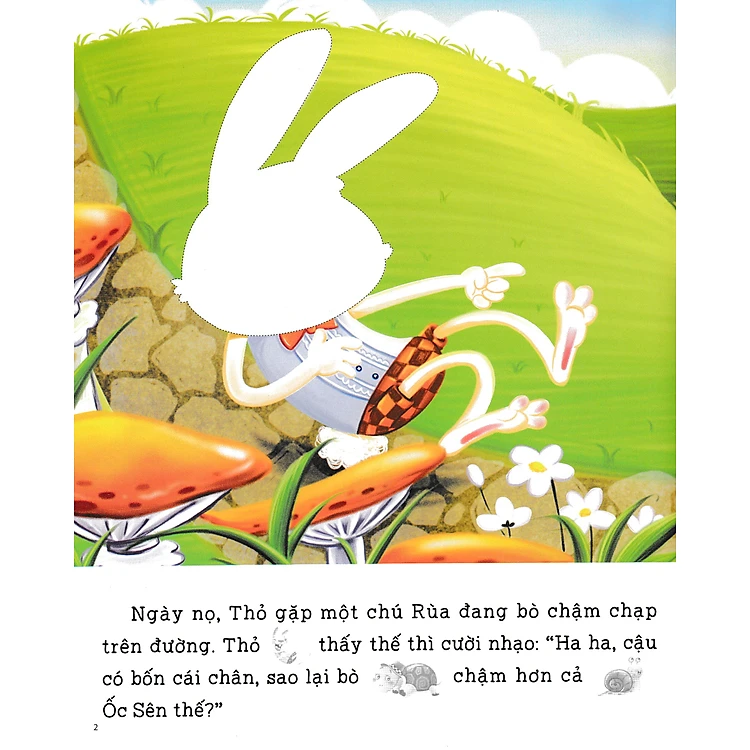 Ngày nọ, Thỏ gặp một chú Rùa đang bò chậm chạp
trên đường. Thỏ thấy thế thì cười nhạo: “Ha ha, cậu
có bốn cái chân, sao lại bò chậm hơn cả
Ốc Sên thế?”
2